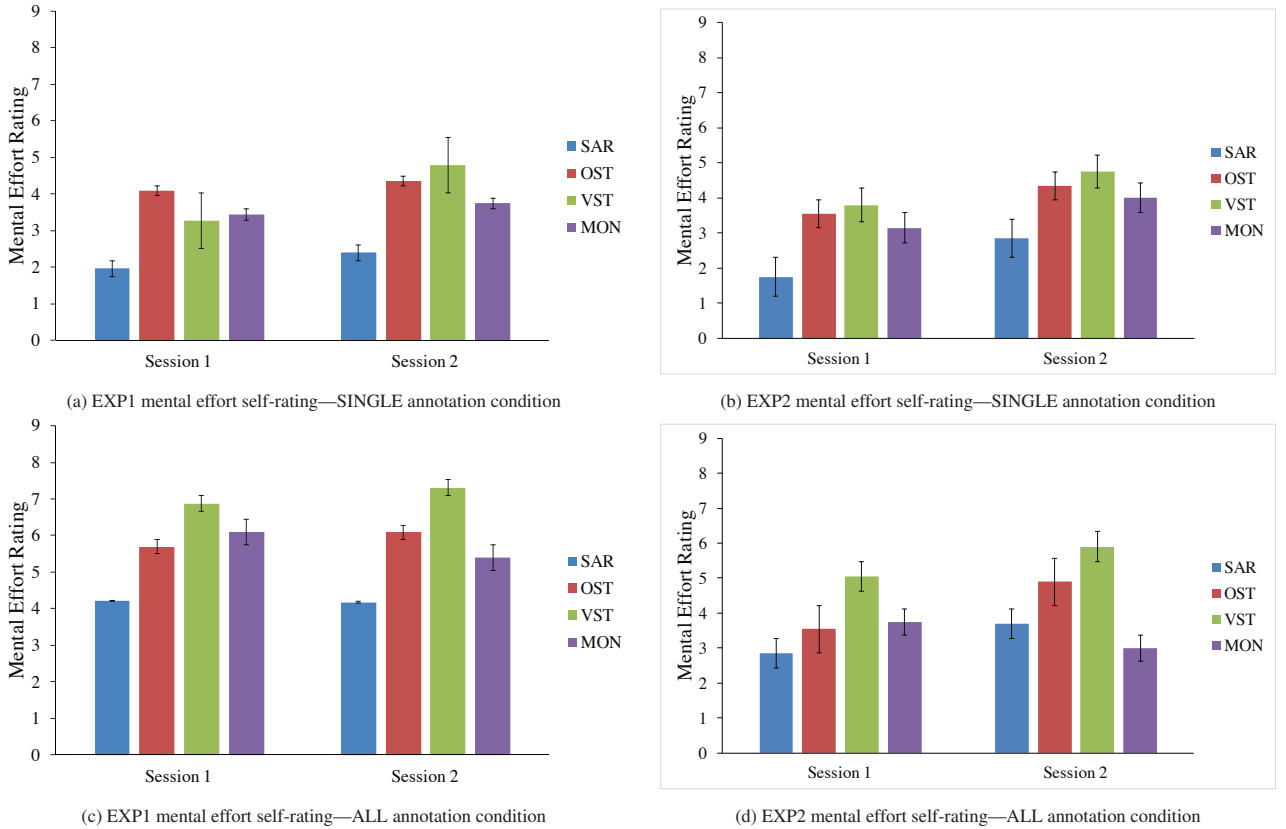 Mental Effort Rating
9
8
7
6
5
4
3
2
1
0
Session 1
Session 2
SAR
OST
VST
MON
(a) EXP1 mental effort self-rating—SINGLE annotation condition
Mental Effort Rating
9
8
7
6
5
4
3
2
1
0
Session 1
Session 2
SAR
OST
VST
MON
(b) EXP2 mental effort self-rating—SINGLE annotation condition
Mental Effort Rating
9
8
7
6
5
4
3
2
1
0
Session 1
Session 2
SAR
OST
VST
MON
(c) EXP1 mental effort self-rating—ALL annotation condition
Mental Effort Rating
9
8
7
6
5
4
3
2
1
0
Session 1
Session 2
SAR
OST
VST
MON
(d) EXP2 mental effort self-rating—ALL annotation condition